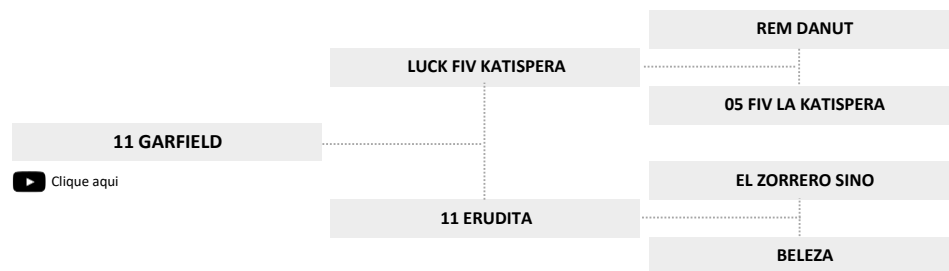 REM DANUT
LUCK FIV KATISPERA
05 FIV LA KATISPERA
11 GARFIELD
Clique aqui
EL ZORRERO SINO
11 ERUDITA
BELEZA